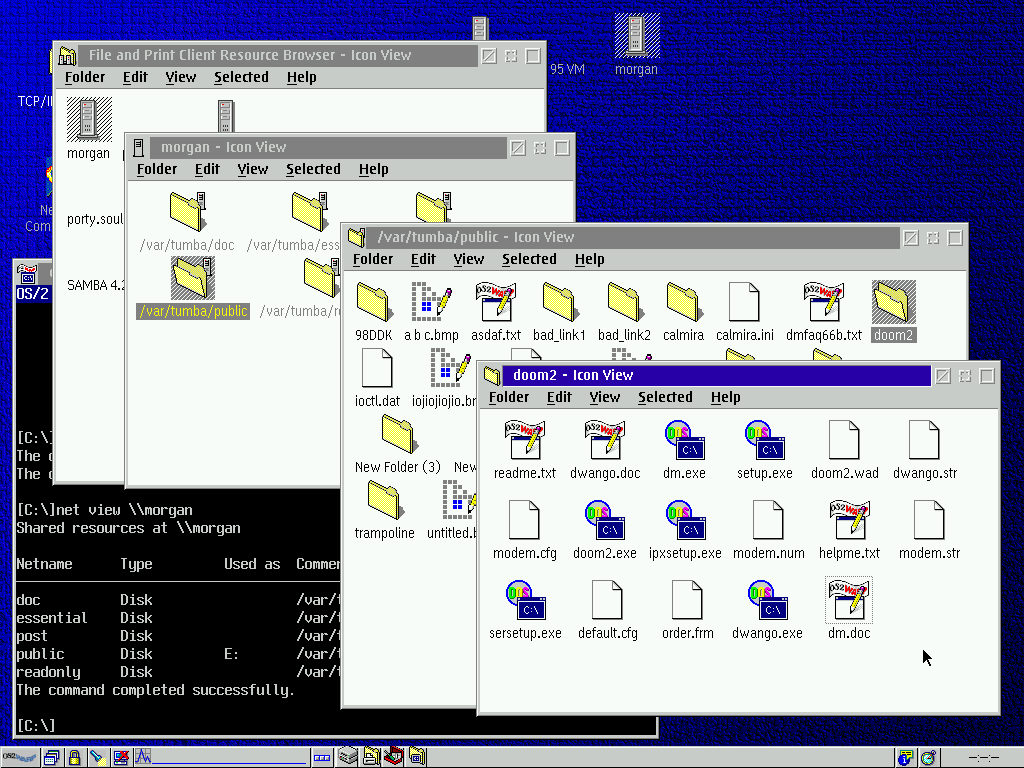 95 VM
morgan
TCP/I
Ne
Com
File and Print Client Resource Browser - Icon View
Folder Edit View Selected Help
morgan
porty.soul
SAMBA 4.2
morgan - Icon View
Folder Edit View Selected Help
/var/tumba/doc /var/tumba/ess
/var/tumba/public /var/tumba/re
/var/tumba/public - Icon View
Folder Edit View Selected Help
98DDK a b c.bmp asdaf.txt bad_link1 bad_link2 calmira calmira.ini dmfaq66b.txt doom2
ioctl.dat iojiojiojio.br
New Folder (3) New
trampoline untitled.b
doom2 - Icon View
Folder Edit View Selected Help
readme.txt dwango.doc dm.exe setup.exe doom2.wad dwango.str
modem.cfg doom2.exe ipxsetup.exe modem.num helpme.txt modem.str
sersetup.exe default.cfg order.frm dwango.exe dm.doc
OS/2
[C:\]
The c
The c
[C:\]net view \\morgan
Shared resources at \\morgan
Netname Type Used as Commen
doc Disk /var/t
essential Disk /var/t
post Disk /var/t
public Disk E: /var/t
readonly Disk /var/t
The command completed successfully.
[C:\]
OS/2 Warp
--:--